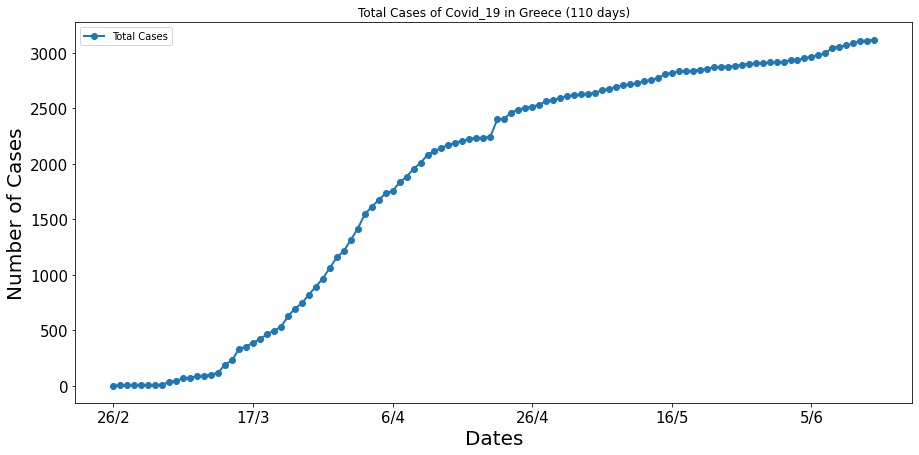 Total Cases of Covid_19 in Greece (110 days)
Total Cases
Number of Cases
3000
2500
2000
1500
1000
500
0
26/2 17/3 6/4 26/4 16/5 5/6
Dates